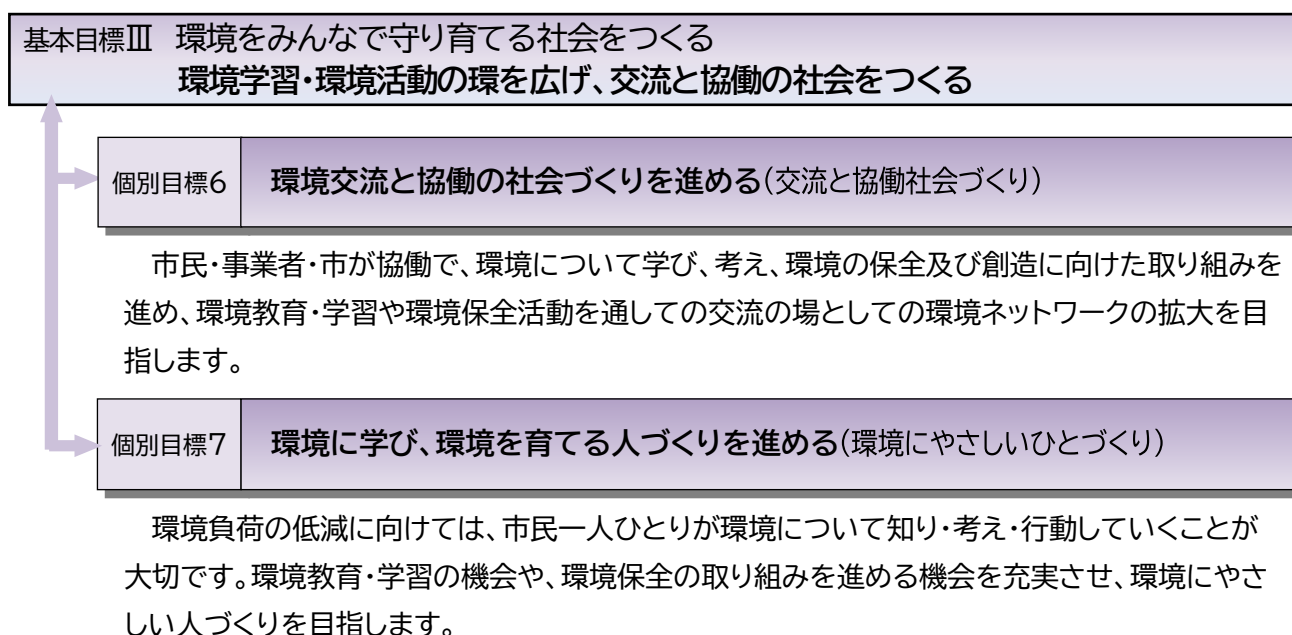 基本目標Ⅲ 環境をみんなで守り育てる社会をつくる
環境学習・環境活動の環を広げ、交流と協働の社会をつくる
個別目標6 環境交流と協働の社会づくりを進める(交流と協働社会づくり)
市民・事業者・市が協働で、環境について学び、考え、環境の保全及び創造に向けた取り組みを
進め、環境教育・学習や環境保全活動を通しての交流の場としての環境ネットワークの拡大を目
指します。
個別目標7 環境に学び、環境を育てる人づくりを進める(環境にやさしいひとづくり)
環境負荷の低減に向けては、市民一人ひとりが環境について知り・考え・行動していくことが
大切です。環境教育・学習の機会や、環境保全の取り組みを進める機会を充実させ、環境にやさ
しい人づくりを目指します。